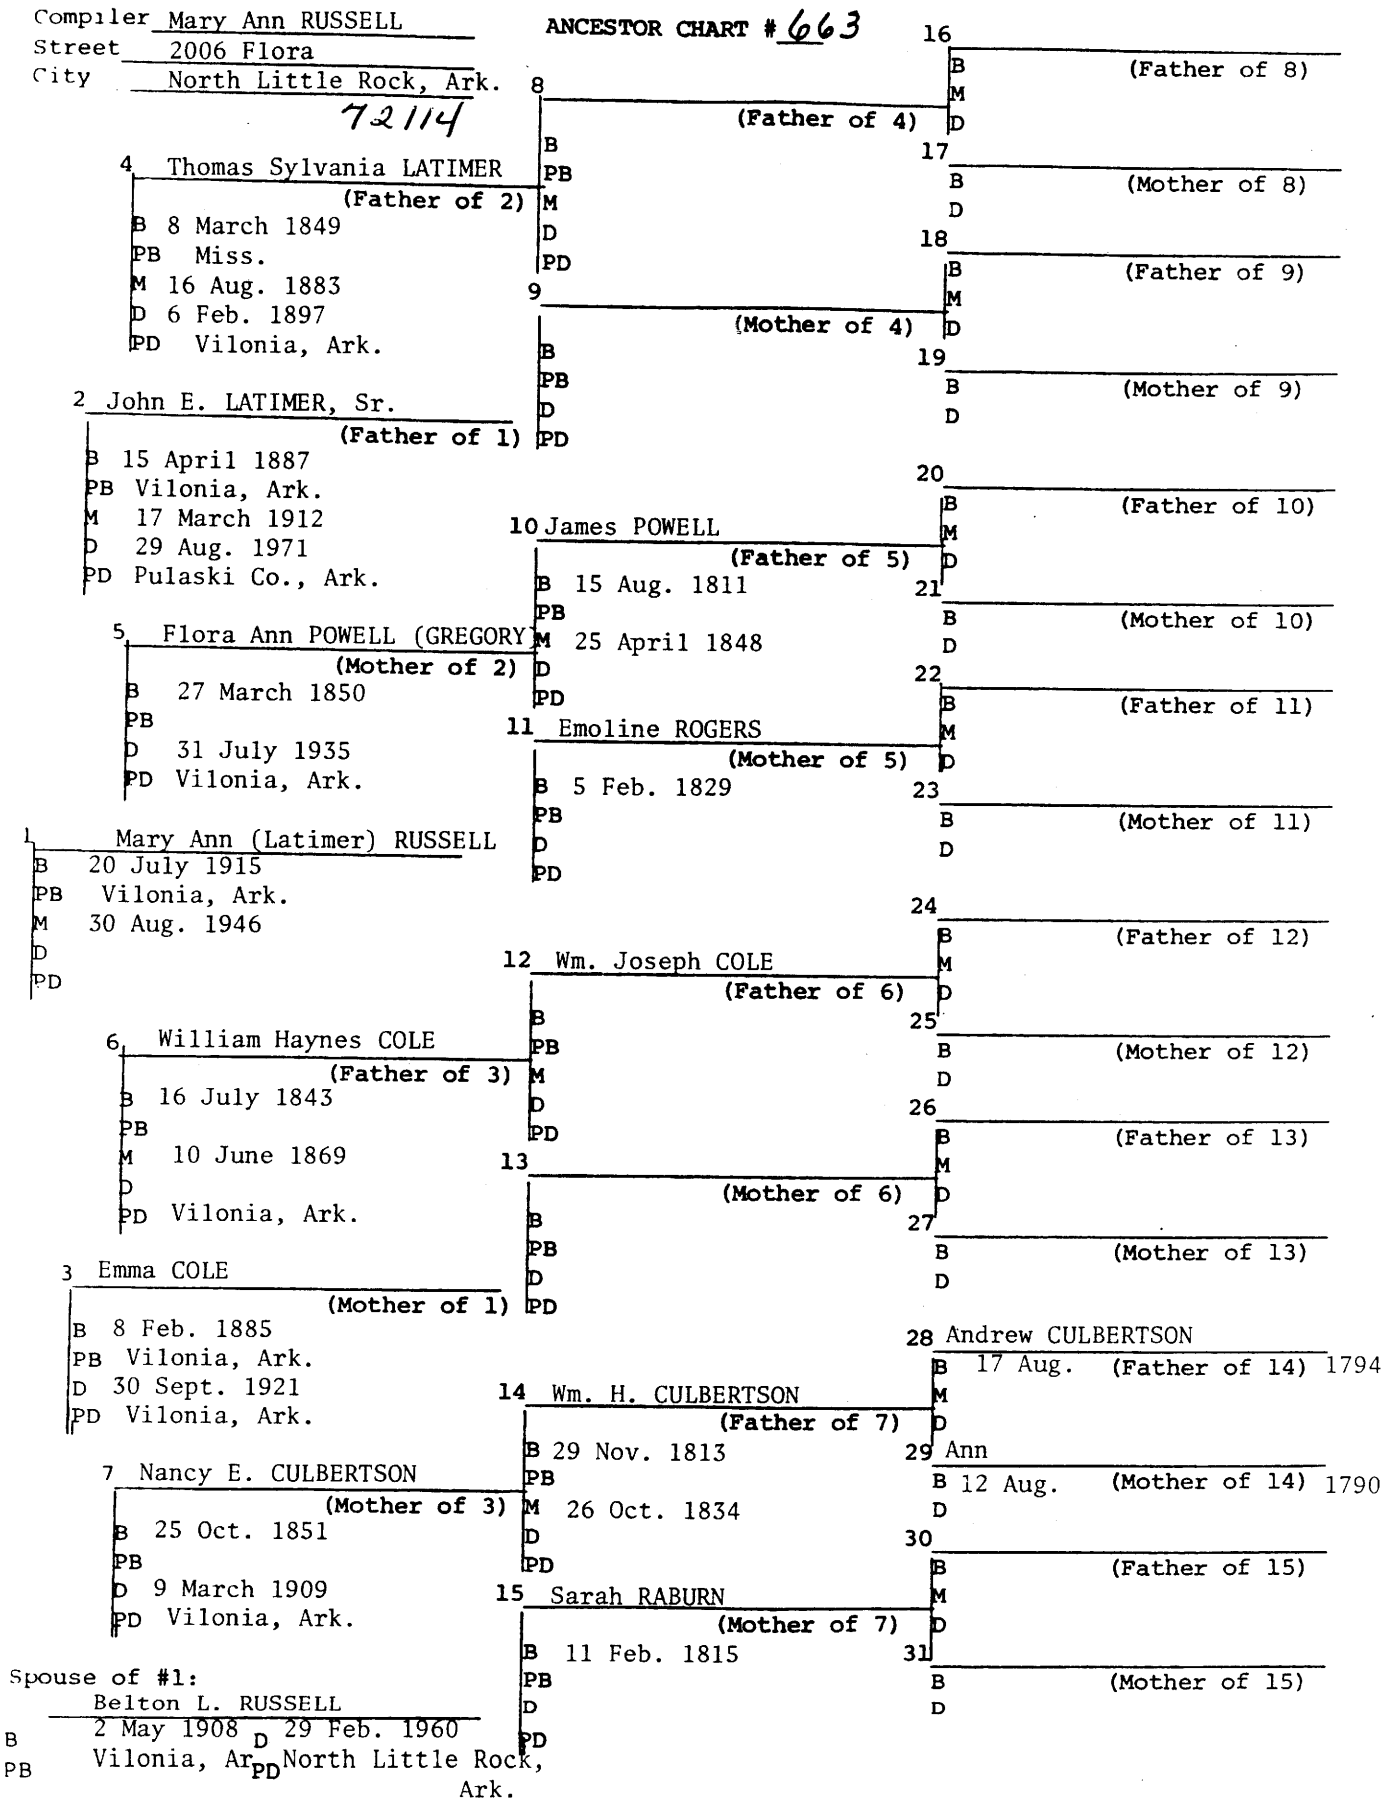 Compiler Mary Ann RUSSELL
Street 2006 Flora
City North Little Rock, Ark.
72114
ANCESTOR CHART # 663
1 Mary Ann (Latimer) RUSSELL
B 20 July 1915
PB Vilonia, Ark.
M 30 Aug. 1946
D
PD
2 John E. LATIMER, Sr.
(Father of 1)
B 15 April 1887
PB Vilonia, Ark.
M 17 March 1912
D 29 Aug. 1971
PD Pulaski Co., Ark.
3 Emma COLE
(Mother of 1)
B 8 Feb. 1885
PB Vilonia, Ark.
D 30 Sept. 1921
PD Vilonia, Ark.
4 Thomas Sylvania LATIMER
(Father of 2)
B 8 March 1849
PB Miss.
M 16 Aug. 1883
D 6 Feb. 1897
PD Vilonia, Ark.
5 Flora Ann POWELL (GREGORY)
(Mother of 2)
B 27 March 1850
PB
D 31 July 1935
PD Vilonia, Ark.
6 William Haynes COLE
(Father of 3)
B 16 July 1843
PB
M 10 June 1869
D
PD Vilonia, Ark.
7 Nancy E. CULBERTSON
(Mother of 3)
B 25 Oct. 1851
PB
D 9 March 1909
PD Vilonia, Ark.
Spouse of #1:
Belton L. RUSSELL
B 2 May 1908 D 29 Feb. 1960
PB Vilonia, Ar PD North Little Rock,
Ark.
8
(Father of 4)
B
PB
M
D
PD
9
(Mother of 4)
B
PB
D
PD
10 James POWELL
(Father of 5)
B 15 Aug. 1811
PB
M 25 April 1848
D
PD
11 Emoline ROGERS
(Mother of 5)
B 5 Feb. 1829
PB
D
PD
12 Wm. Joseph COLE
(Father of 6)
B
PB
M
D
PD
13
(Mother of 6)
B
PB
D
PD
14 Wm. H. CULBERTSON
(Father of 7)
B 29 Nov. 1813
PB
M 26 Oct. 1834
D
PD
15 Sarah RABURN
(Mother of 7)
B 11 Feb. 1815
PB
D
PD
16
B (Father of 8)
M
D
17
B (Mother of 8)
D
18
B (Father of 9)
M
D
19
B (Mother of 9)
D
20
B (Father of 10)
M
D
21
B (Mother of 10)
D
22
B (Father of 11)
M
D
23
B (Mother of 11)
D
24
B (Father of 12)
M
D
25
B (Mother of 12)
D
26
B (Father of 13)
M
D
27
B (Mother of 13)
D
28 Andrew CULBERTSON
B 17 Aug. (Father of 14) 1794
M
D
29 Ann
B 12 Aug. (Mother of 14) 1790
D
30
B (Father of 15)
M
D
31
B (Mother of 15)
D